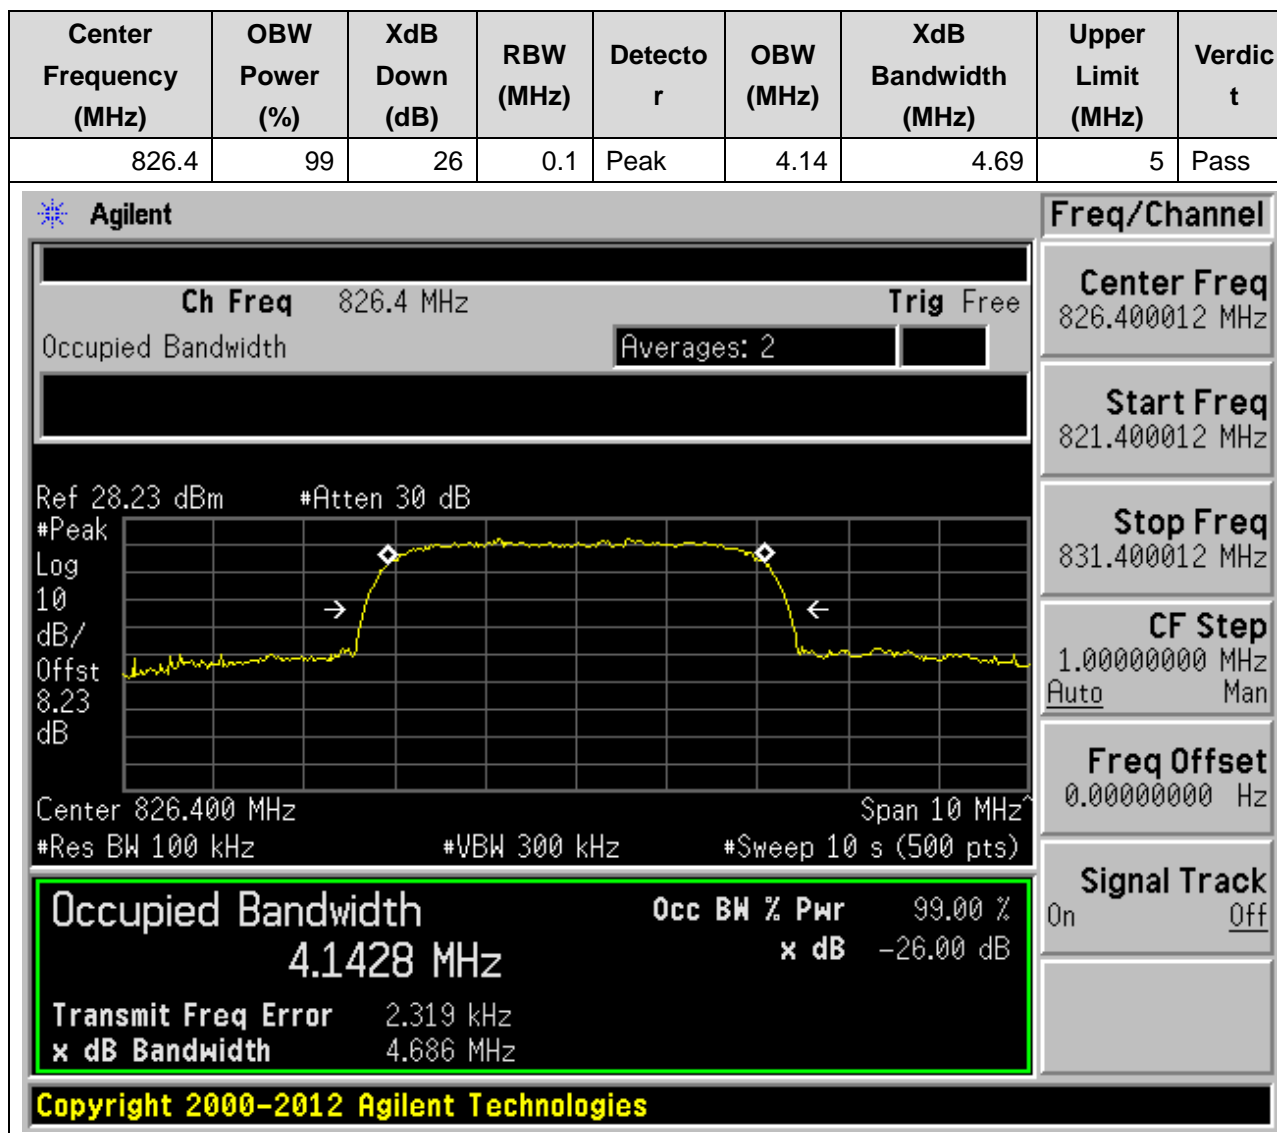 Center Frequency (MHz) OBW Power (%) XdB Down (dB) RBW (MHz) Detecto r OBW (MHz) XdB Bandwidth (MHz) Upper Limit (MHz) Verdic t
826.4 99 26 0.1 Peak 4.14 4.69 5 Pass
Agilent
Freq/Channel
Ch Freq 826.4 MHz Trig Free
Occupied Bandwidth Averages: 2
Center Freq
826.400012 MHz
Start Freq
821.400012 MHz
Stop Freq
831.400012 MHz
CF Step
1.00000000 MHz
Auto Man
Freq Offset
0.00000000 Hz
Signal Track
On Off
Ref 28.23 dBm #Atten 30 dB
#Peak
Log
10
dB/
Offst
8.23
dB
Center 826.400 MHz Span 10 MHz^
#Res BW 100 kHz #VBW 300 kHz #Sweep 10 s (500 pts)
Occupied Bandwidth Occ BW % Pwr 99.00 %
4.1428 MHz x dB -26.00 dB
Transmit Freq Error 2.319 kHz
x dB Bandwidth 4.686 MHz
Copyright 2000-2012 Agilent Technologies